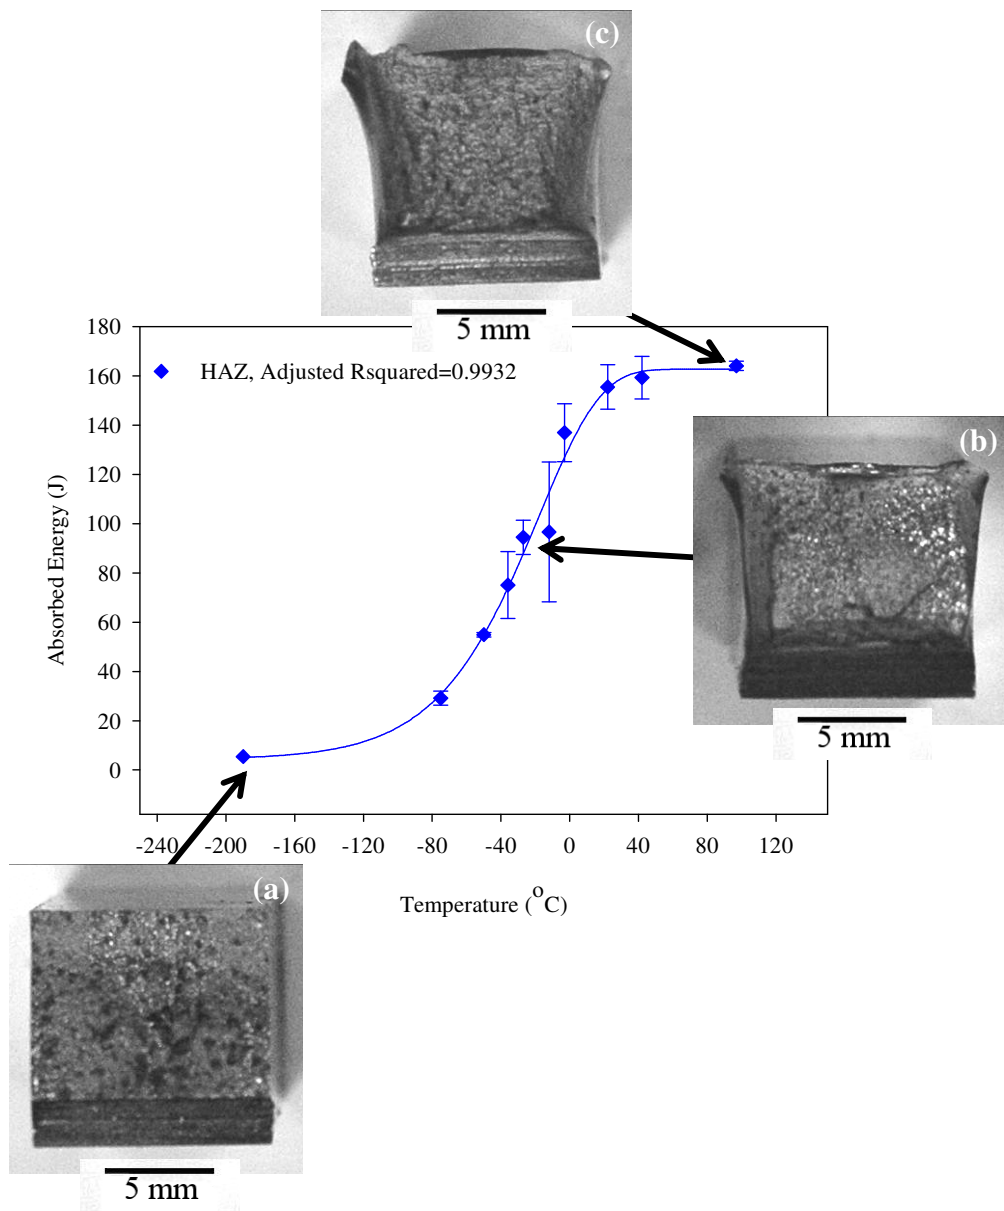 (c)
5 mm
180
160
140
120
100
80
60
40
20
0
Absorbed Energy (J)
HAZ, Adjusted Rsquared=0.9932
(b)
5 mm
-240 -200 -160 -120 -80 -40 0 40 80 120
Temperature (°C)
(a)
5 mm